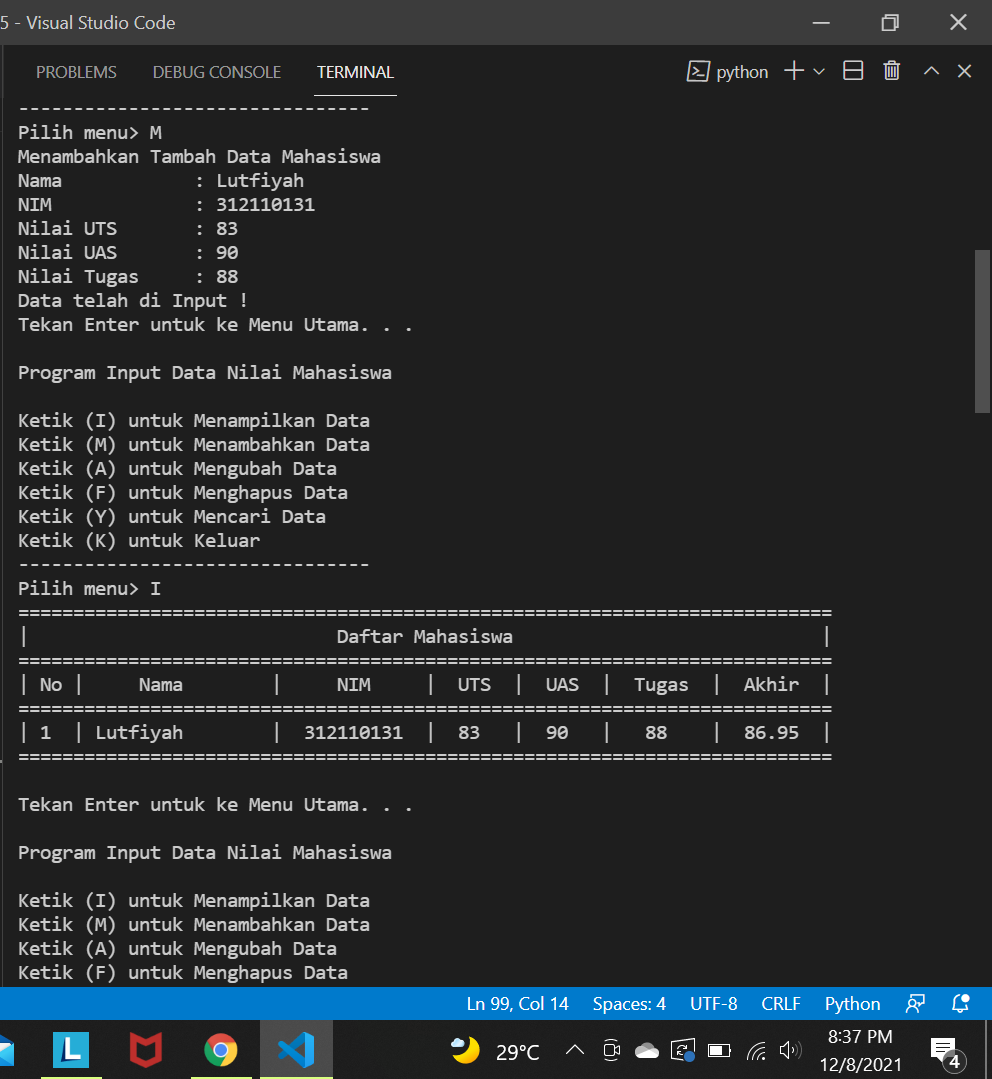 5 - Visual Studio Code
PROBLEMS DEBUG CONSOLE TERMINAL python
--------------------------------
Pilih menu> M
Menambahkan Tambah Data Mahasiswa
Nama : Lutfiyah
NIM : 312110131
Nilai UTS : 83
Nilai UAS : 90
Nilai Tugas : 88
Data telah di Input !
Tekan Enter untuk ke Menu Utama. . .
Program Input Data Nilai Mahasiswa
Ketik (I) untuk Menampilkan Data
Ketik (M) untuk Menambahkan Data
Ketik (A) untuk Mengubah Data
Ketik (F) untuk Menghapus Data
Ketik (Y) untuk Mencari Data
Ketik (K) untuk Keluar
--------------------------------
Pilih menu> I
==========================================================================
| Daftar Mahasiswa |
==========================================================================
| No | Nama | NIM | UTS | UAS | Tugas | Akhir |
==========================================================================
| 1 | Lutfiyah | 312110131 | 83 | 90 | 88 | 86.95 |
==========================================================================
Tekan Enter untuk ke Menu Utama. . .
Program Input Data Nilai Mahasiswa
Ketik (I) untuk Menampilkan Data
Ketik (M) untuk Menambahkan Data
Ketik (A) untuk Mengubah Data
Ketik (F) untuk Menghapus Data
Ln 99, Col 14 Spaces: 4 UTF-8 CRLF Python
L 29°C 8:37 PM
12/8/2021 4